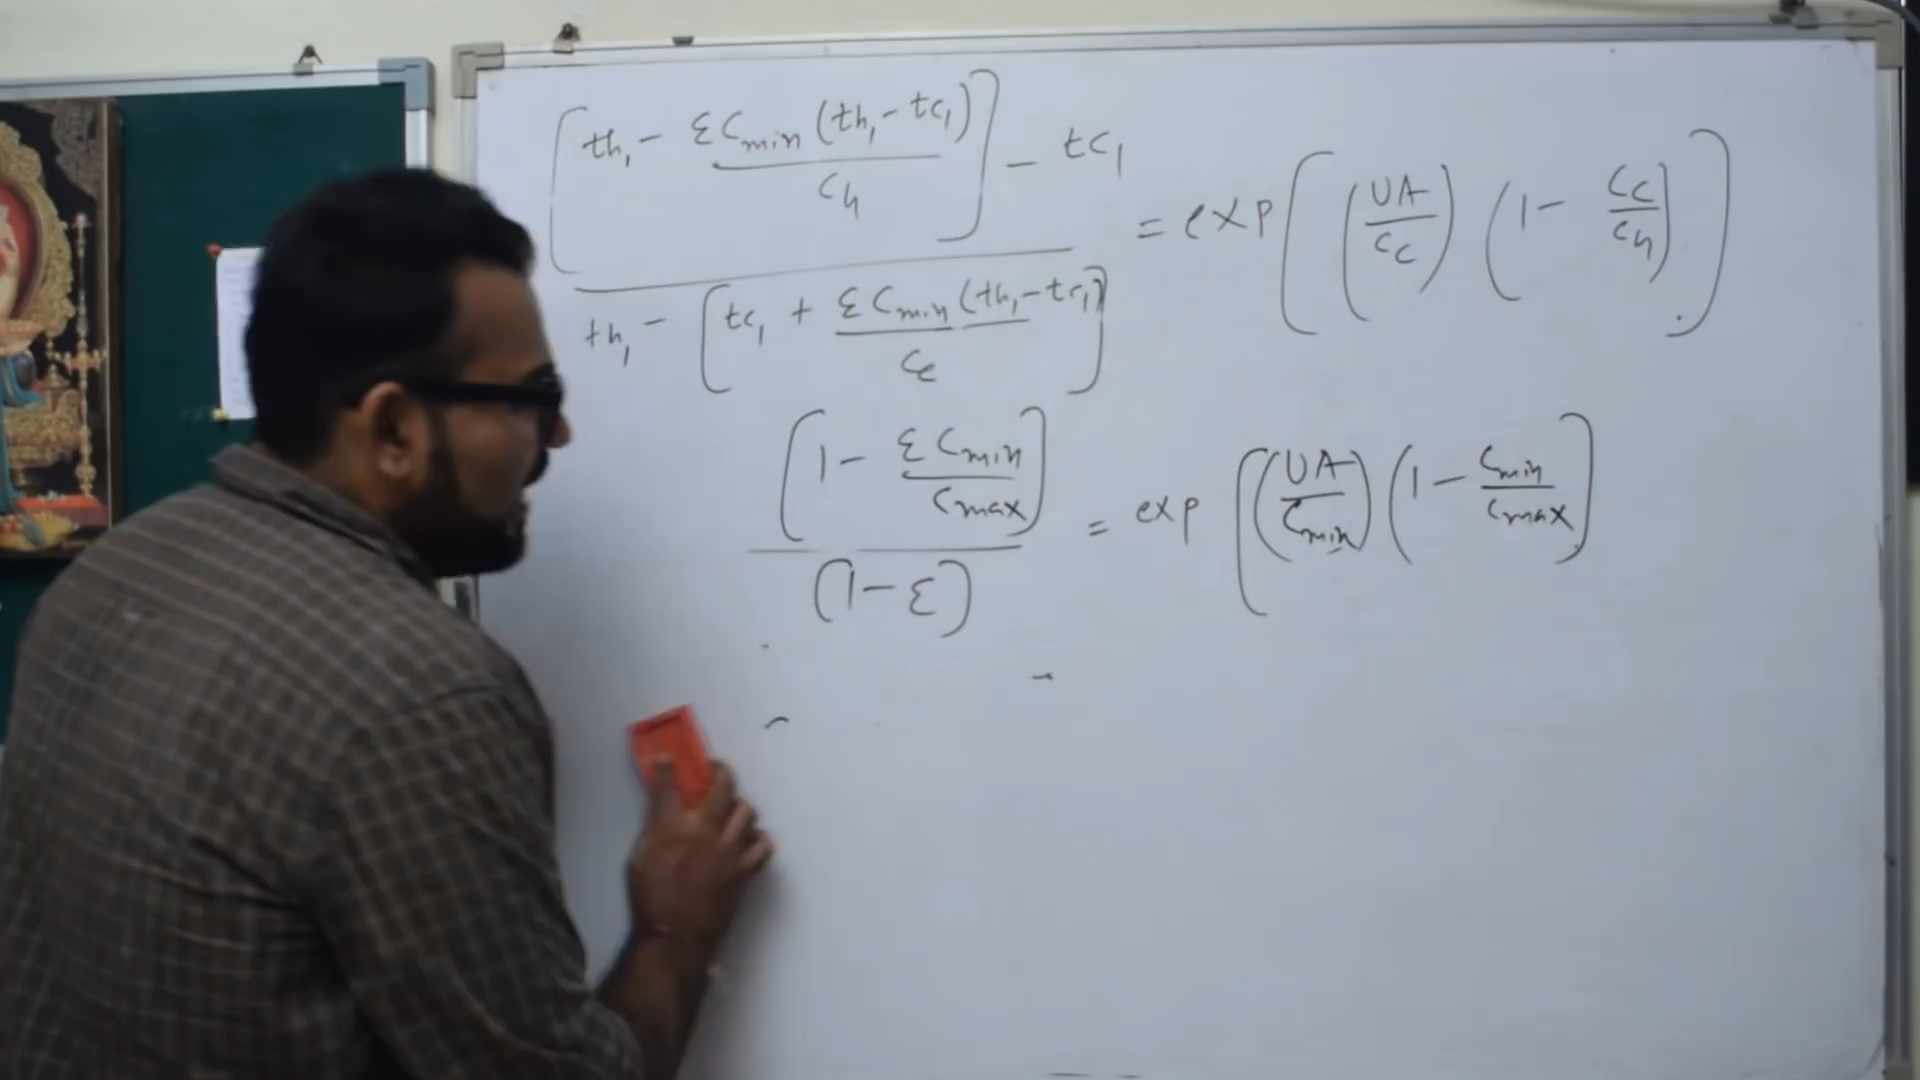 [th₁ - εCmin (th₁ - tc₁) / Ch] - tc₁ / th₁ - [tc₁ + εCmin (th₁ - tc₁) / Cc] = exp[(UA/Cc) (1 - Cc/Ch)]
[1 - εCmin/Cmax] / (1 - ε) = exp[(UA/Cmin) (1 - Cmin/Cmax)]